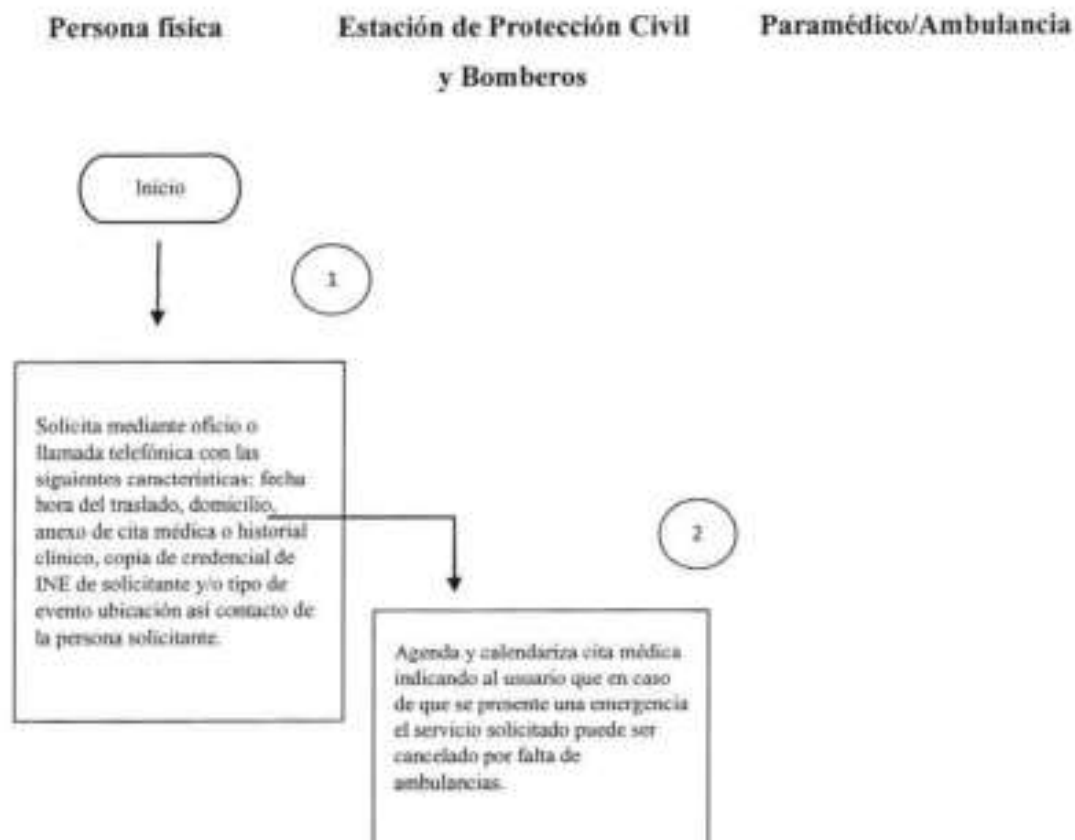 Persona física
Estación de Protección Civil
y Bomberos
Paramédico/Ambulancia
Inicio
1
Solicita mediante oficio o
llamada telefónica con las
siguientes características: fecha
hora del traslado, domicilio,
anexo de cita médica o historial
clínico, copia de credencial de
INE de solicitante y/o tipo de
evento ubicación así contacto de
la persona solicitante.
2
Agenda y calendariza cita médica
indicando al usuario que en caso
de que se presente una emergencia
el servicio solicitado puede ser
cancelado por falta de
ambulancias.